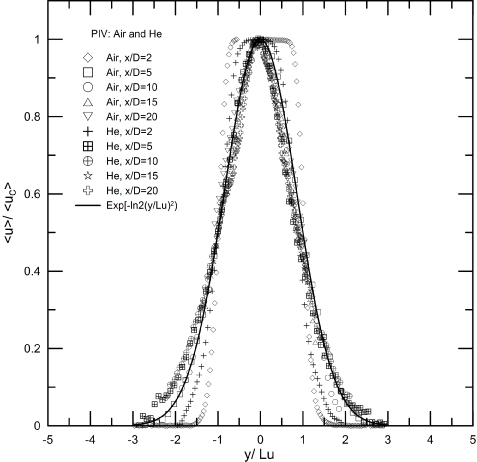 PIV: Air and He
Air, x/D=2
Air, x/D=5
Air, x/D=10
Air, x/D=15
Air, x/D=20
He, x/D=2
He, x/D=5
He, x/D=10
He, x/D=15
He, x/D=20
Exp[-ln2(y/Lu)²)
<u>/ <u_C>
1
0.8
0.6
0.4
0.2
0
-5 -4 -3 -2 -1 0 1 2 3 4 5
y/ Lu